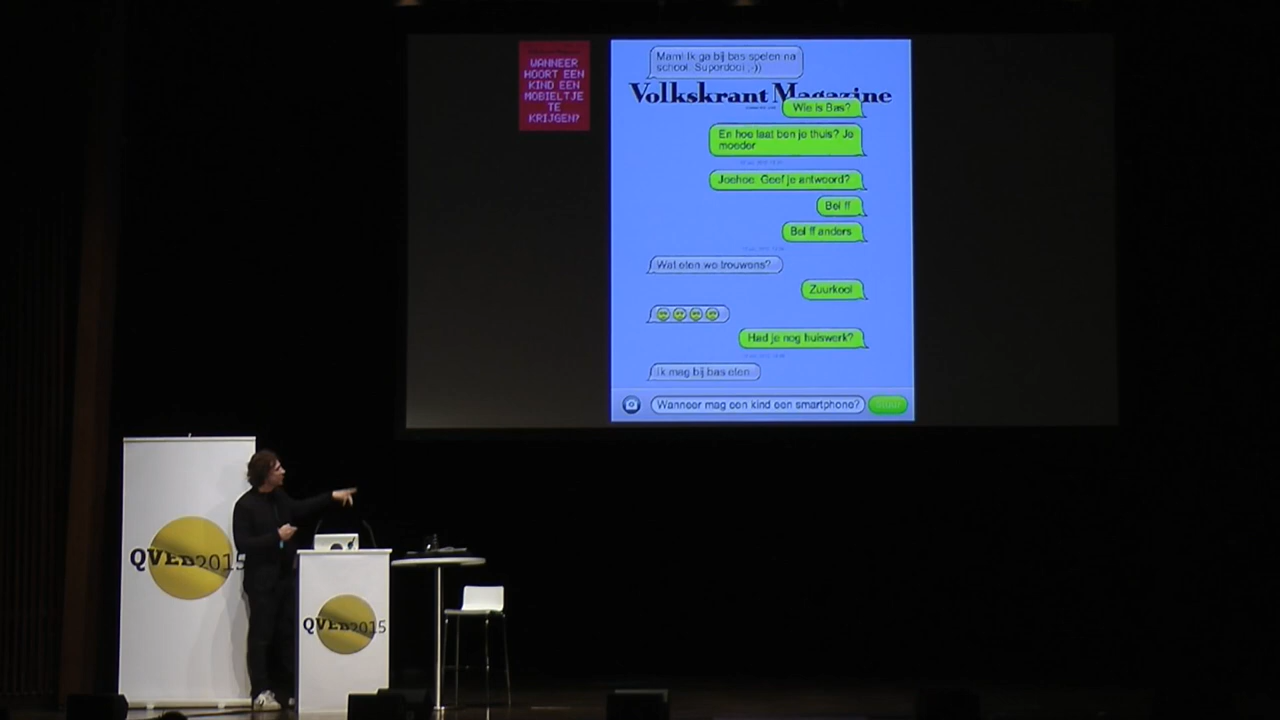 WANNEER
HOORT EEN
KIND EEN
MOBIELTJE
TE
KRIJGEN?
Mam! Ik ga bij bas spelen na
school. Superdooi ;-))
Volkskrant Magazine
Wie is Bas?
En hoe laat ben je thuis? Je
moeder
Joehoe. Geef je antwoord?
Bel ff
Bel ff anders
Wat eten we trouwens?
Zuurkool
Had je nog huiswerk?
Ik mag bij bas eten
Wanneer mag een kind een smartphone?
QVED2015
QVED2015